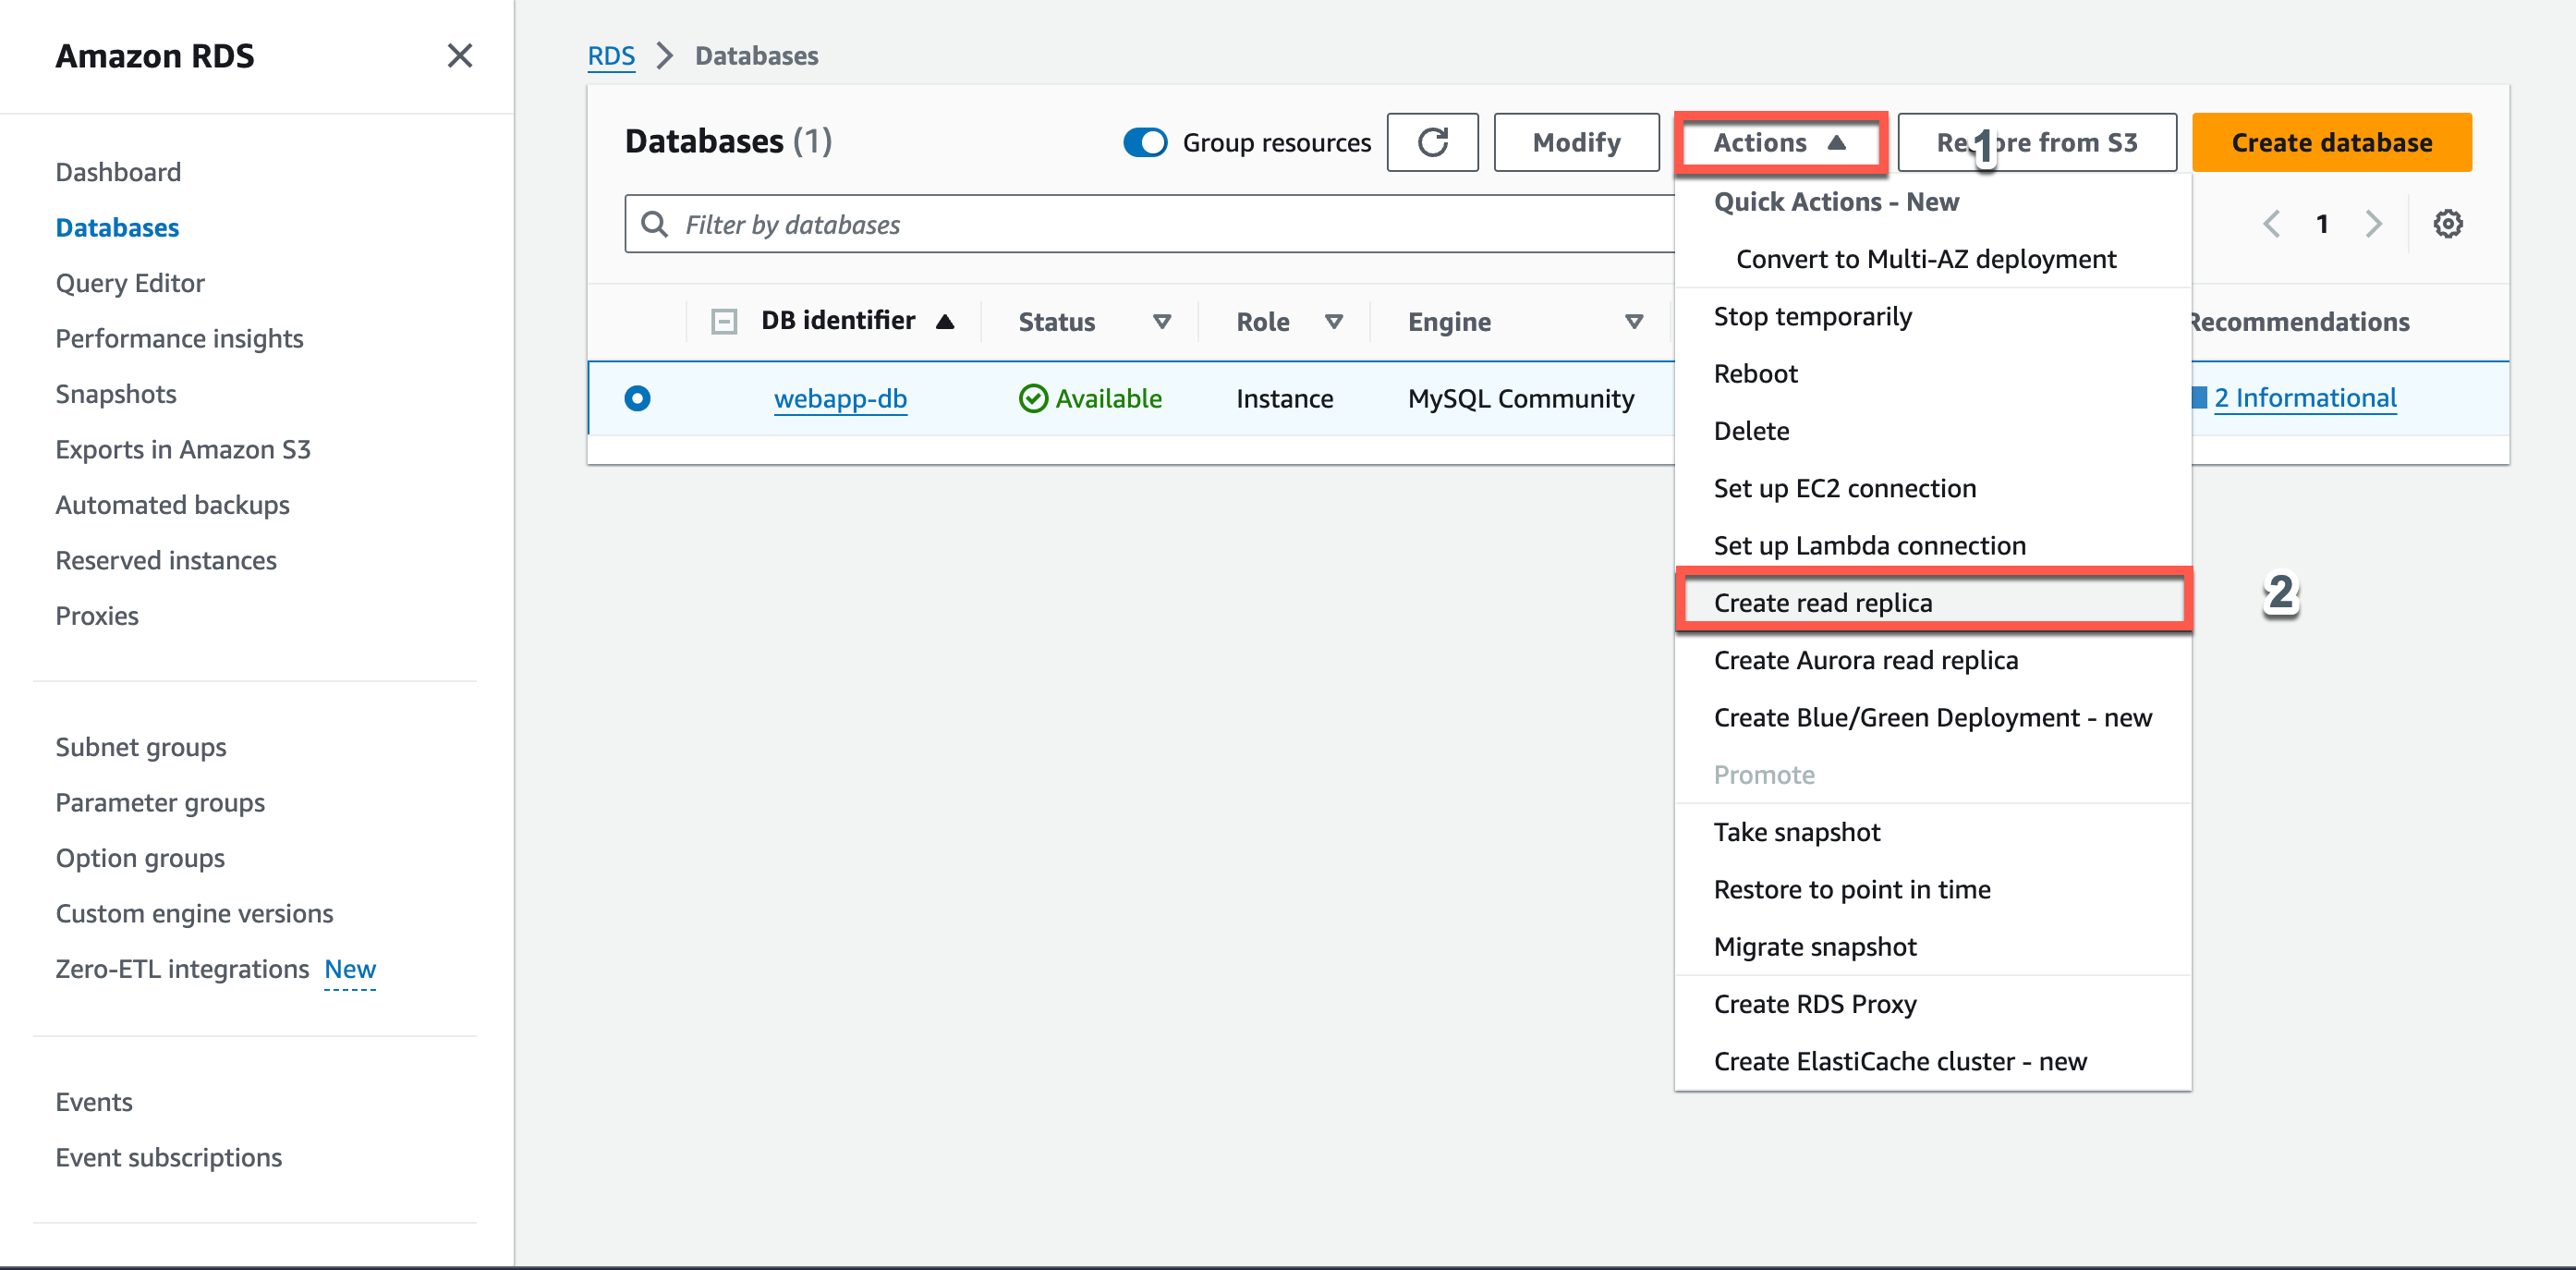 Amazon RDS
Dashboard
Databases
Query Editor
Performance insights
Snapshots
Exports in Amazon S3
Automated backups
Reserved instances
Proxies
Subnet groups
Parameter groups
Option groups
Custom engine versions
Zero-ETL integrations New
Events
Event subscriptions
RDS > Databases
Databases (1)
Group resources
Modify
Actions
Restore from S3
1
Create database
Filter by databases
1
DB identifier Status Role Engine Recommendations
webapp-db Available Instance MySQL Community 2 Informational
Quick Actions - New
Convert to Multi-AZ deployment
Stop temporarily
Reboot
Delete
Set up EC2 connection
Set up Lambda connection
Create read replica
2
Create Aurora read replica
Create Blue/Green Deployment - new
Promote
Take snapshot
Restore to point in time
Migrate snapshot
Create RDS Proxy
Create ElastiCache cluster - new